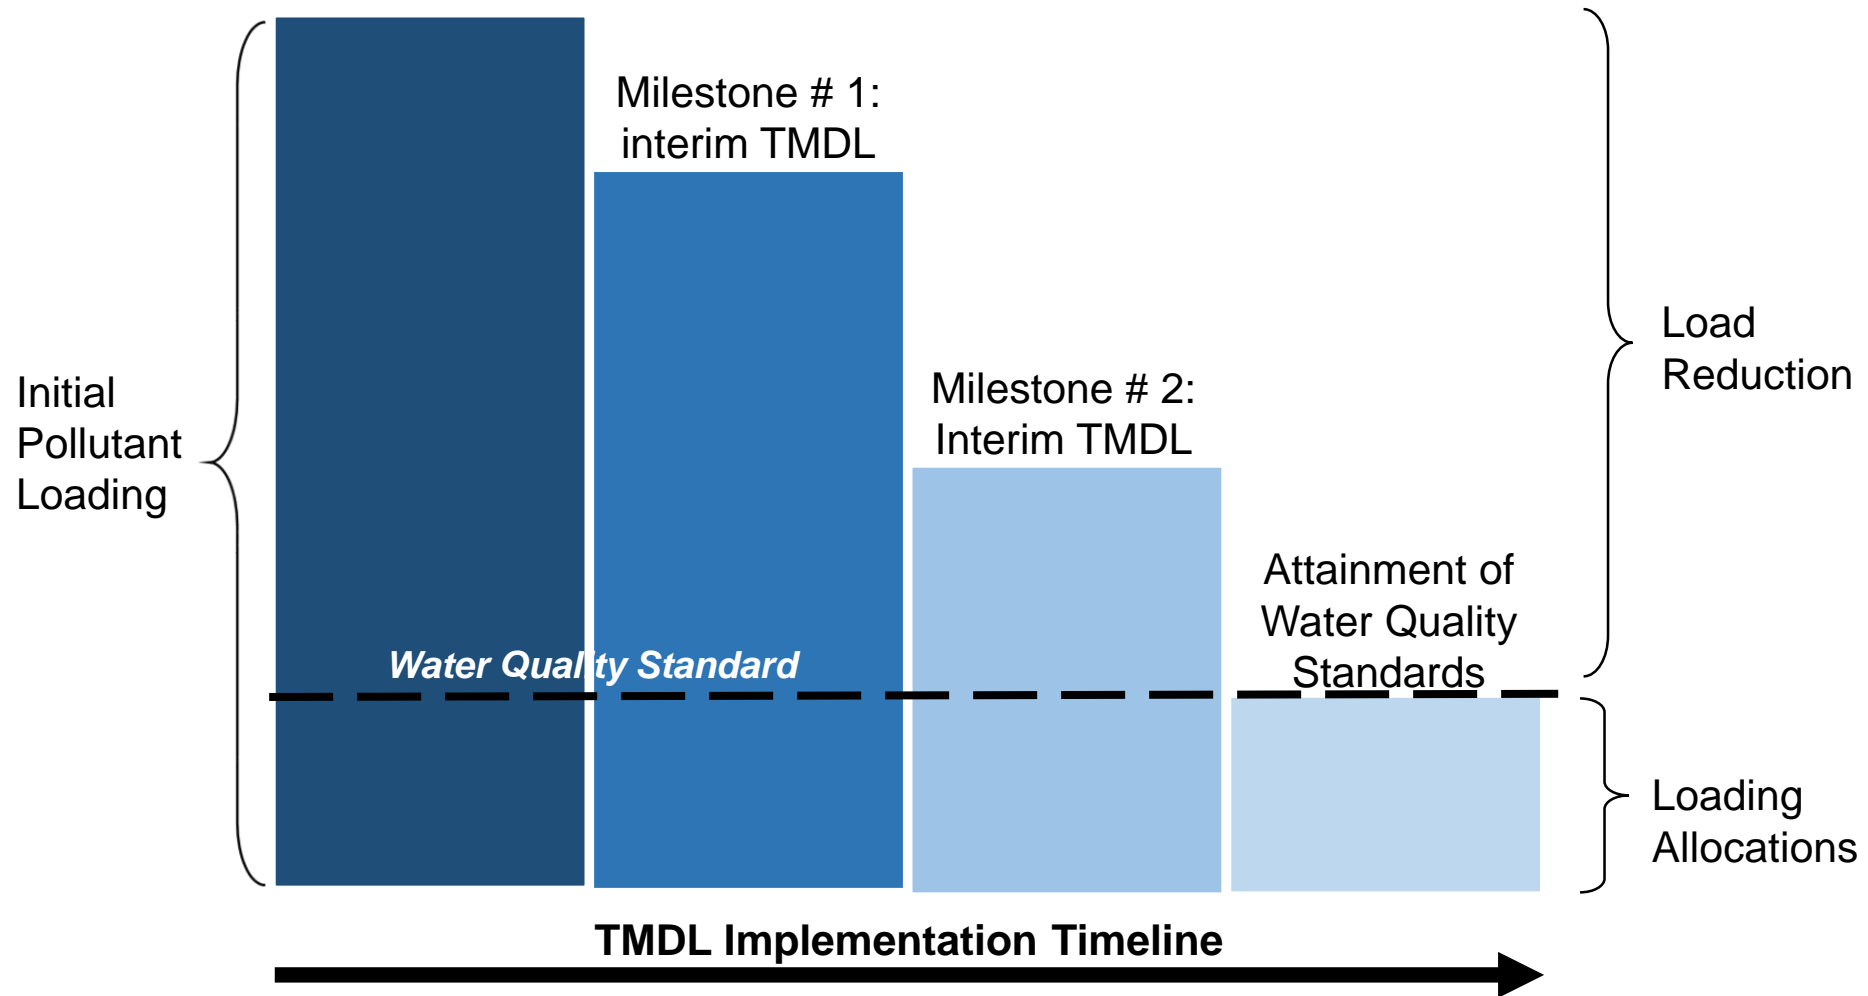 Milestone # 1:
interim TMDL
Load
Reduction
Initial
Pollutant
Loading
Milestone # 2:
Interim TMDL
Attainment of
Water Quality
Standards
Water Quality Standard
Loading
Allocations
TMDL Implementation Timeline